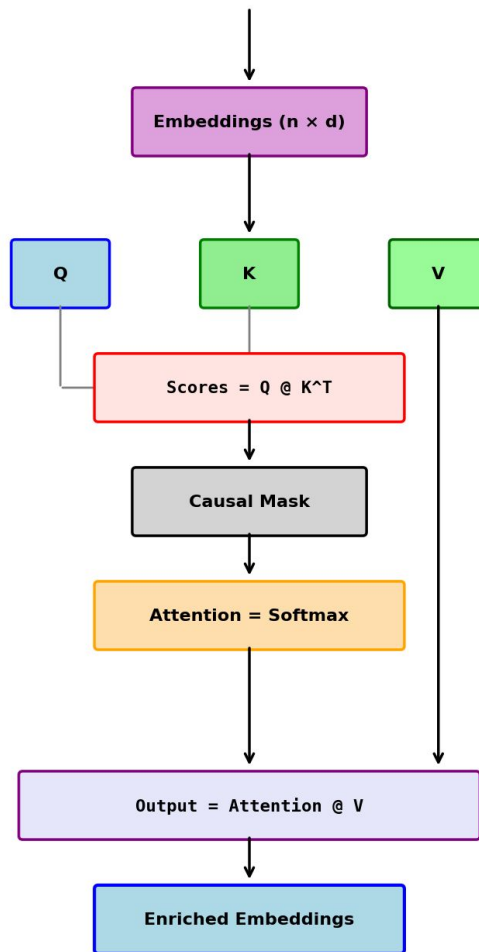 Embeddings (n × d)
Q
K
V
Scores = Q @ K^T
Causal Mask
Attention = Softmax
Output = Attention @ V
Enriched Embeddings